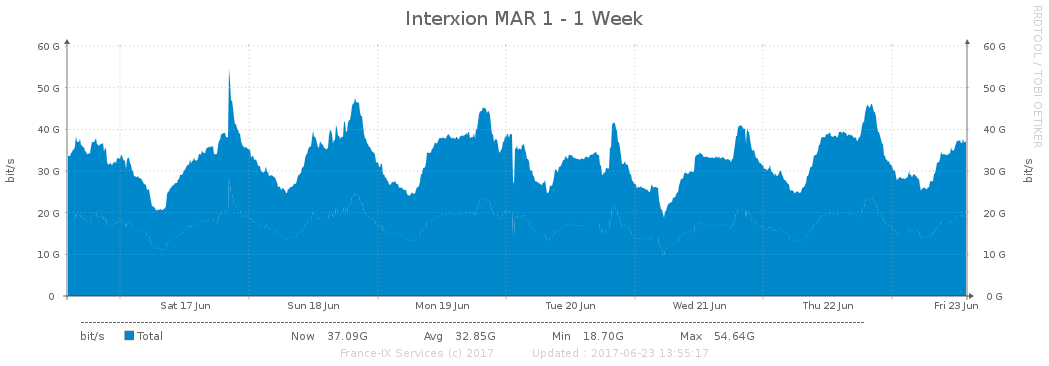 Interxion MAR 1 - 1 Week
RRDTOOL / TOBI OETIKER
60 G 60 G
50 G 50 G
40 G 40 G
30 G 30 G
20 G 20 G
10 G 10 G
0 0 G
bit/s
bit/s
Sat 17 Jun Sun 18 Jun Mon 19 Jun Tue 20 Jun Wed 21 Jun Thu 22 Jun Fri 23 Jun
bit/s Total Now 37.09G Avg 32.85G Min 18.70G Max 54.64G
France-IX Services (c) 2017 Updated : 2017-06-23 13:55:17